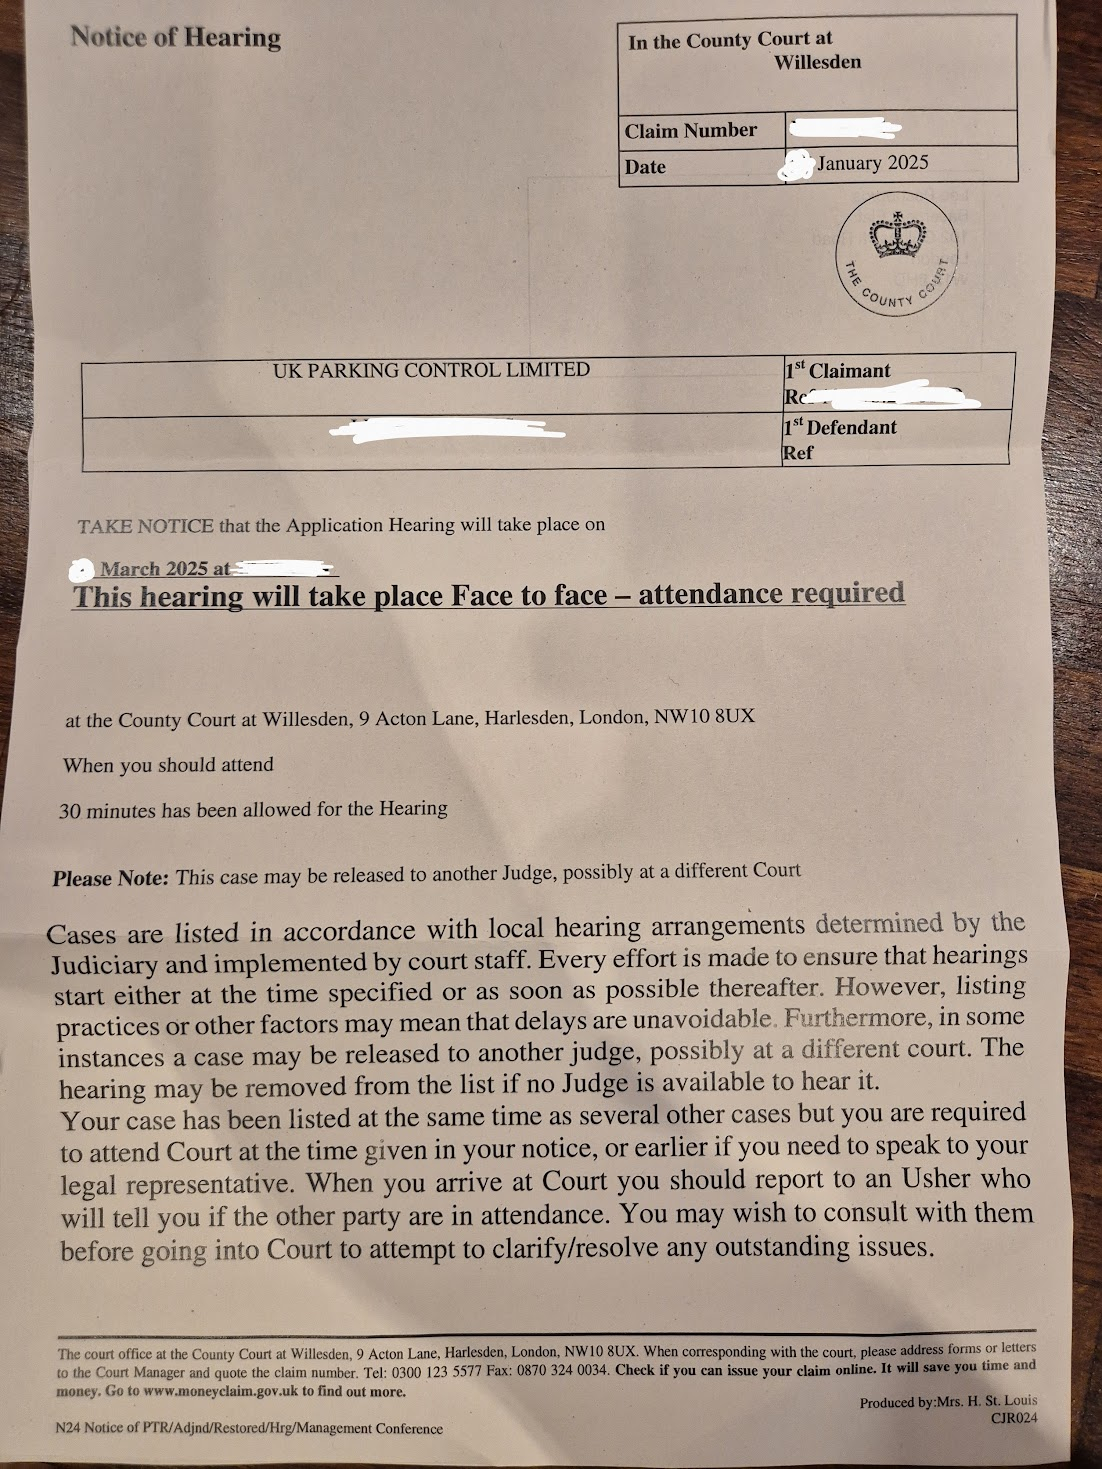 Notice of Hearing
In the County Court at
Willesden
Claim Number
Date January 2025
THE COUNTY COURT
UK PARKING CONTROL LIMITED
1st Claimant
1st Defendant
Ref
TAKE NOTICE that the Application Hearing will take place on
March 2025 at
This hearing will take place Face to face – attendance required
at the County Court at Willesden, 9 Acton Lane, Harlesden, London, NW10 8UX
When you should attend
30 minutes has been allowed for the Hearing
Please Note: This case may be released to another Judge, possibly at a different Court
Cases are listed in accordance with local hearing arrangements determined by the
Judiciary and implemented by court staff. Every effort is made to ensure that hearings
start either at the time specified or as soon as possible thereafter. However, listing
practices or other factors may mean that delays are unavoidable. Furthermore, in some
instances a case may be released to another judge, possibly at a different court. The
hearing may be removed from the list if no Judge is available to hear it.
Your case has been listed at the same time as several other cases but you are required
to attend Court at the time given in your notice, or earlier if you need to speak to your
legal representative. When you arrive at Court you should report to an Usher who
will tell you if the other party are in attendance. You may wish to consult with them
before going into Court to attempt to clarify/resolve any outstanding issues.
The court office at the County Court at Willesden, 9 Acton Lane, Harlesden, London, NW10 8UX. When corresponding with the court, please address forms or letters
to the Court Manager and quote the claim number. Tel: 0300 123 5577 Fax: 0870 324 0034. Check if you can issue your claim online. It will save you time and
money. Go to www.moneyclaim.gov.uk to find out more.
Produced by:Mrs. H. St. Louis
N24 Notice of PTR/Adjnd/Restored/Hrg/Management Conference
CJR024